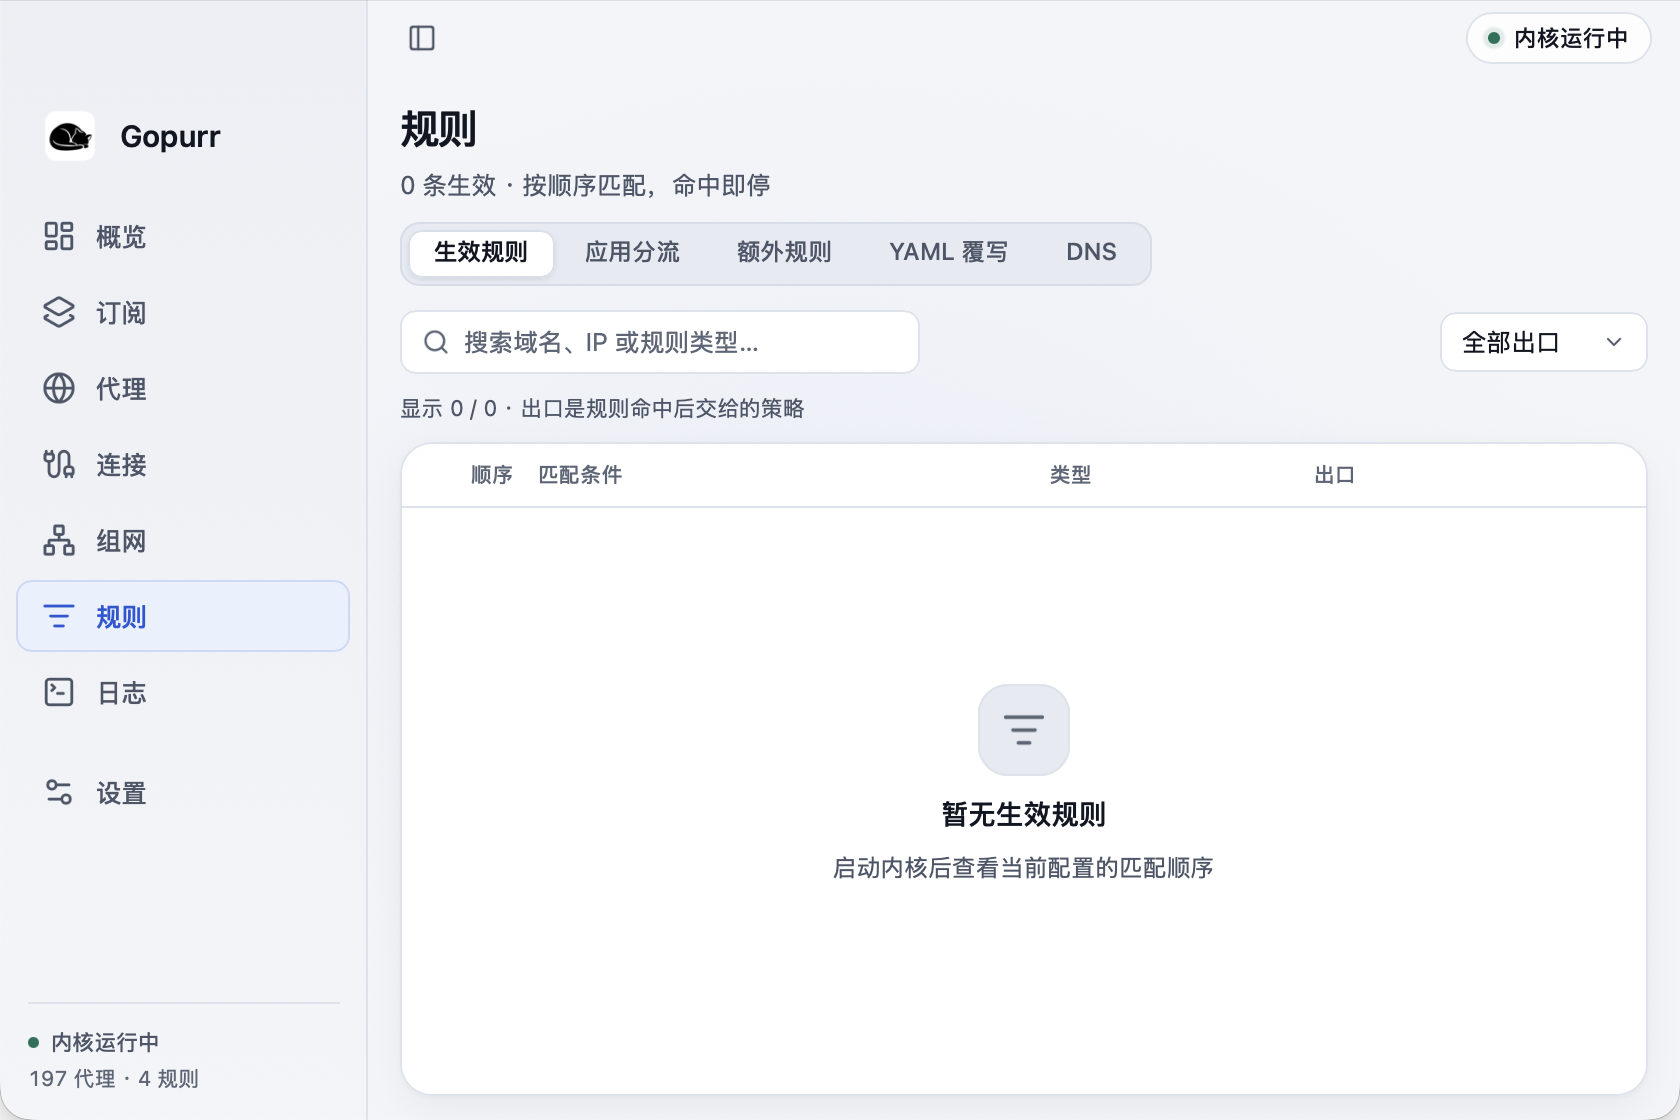 内核运行中
Gopurr
概览
订阅
代理
连接
组网
规则
日志
设置
内核运行中
197 代理 · 4 规则
规则
0 条生效 · 按顺序匹配，命中即停
生效规则 应用分流 额外规则 YAML 覆写 DNS
搜索域名、IP 或规则类型... 全部出口
显示 0 / 0 · 出口是规则命中后交给的策略
顺序 匹配条件 类型 出口
暂无生效规则
启动内核后查看当前配置的匹配顺序